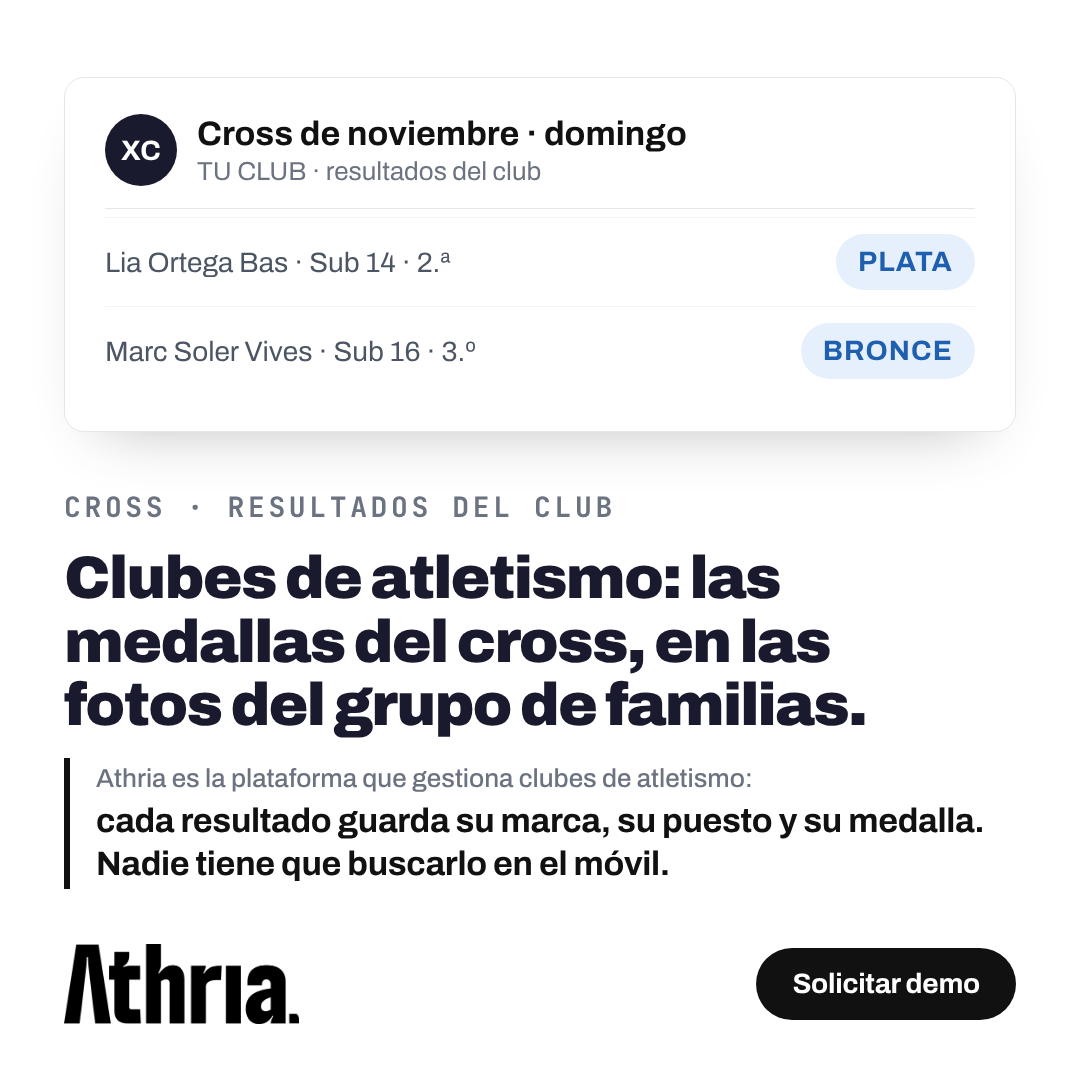 XC
Cross de noviembre · domingo
TU CLUB · resultados del club
Lia Ortega Bas · Sub 14 · 2.ª
PLATA
Marc Soler Vives · Sub 16 · 3.º
BRONCE
CROSS · RESULTADOS DEL CLUB
Clubes de atletismo: las
medallas del cross, en las
fotos del grupo de familias.
Athria es la plataforma que gestiona clubes de atletismo:
cada resultado guarda su marca, su puesto y su medalla.
Nadie tiene que buscarlo en el móvil.
Athria.
Solicitar demo